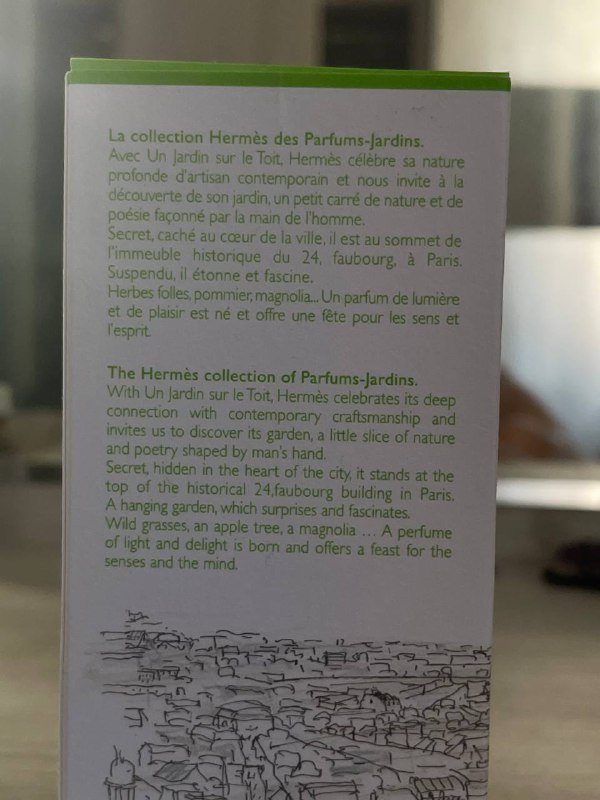 La collection Hermès des Parfums-Jardins.
Avec Un Jardin sur le Toit, Hermès célèbre sa nature
profonde d'artisan contemporain et nous invite à la
découverte de son jardin, un petit carré de nature et de
poésie façonné par la main de l'homme.
Secret, caché au cœur de la ville, il est au sommet de
l'immeuble historique du 24, faubourg, à Paris.
Suspendu, il étonne et fascine.
Herbes folles, pommier, magnolia... Un parfum de lumière
et de plaisir est né et offre une fête pour les sens et
l'esprit.
The Hermès collection of Parfums-Jardins.
With Un Jardin sur le Toit, Hermès celebrates its deep
connection with contemporary craftsmanship and
invites us to discover its garden, a little slice of nature
and poetry shaped by man's hand.
Secret, hidden in the heart of the city, it stands at the
top of the historical 24,faubourg building in Paris.
A hanging garden, which surprises and fascinates.
Wild grasses, an apple tree, a magnolia ... A perfume
of light and delight is born and offers a feast for the
senses and the mind.